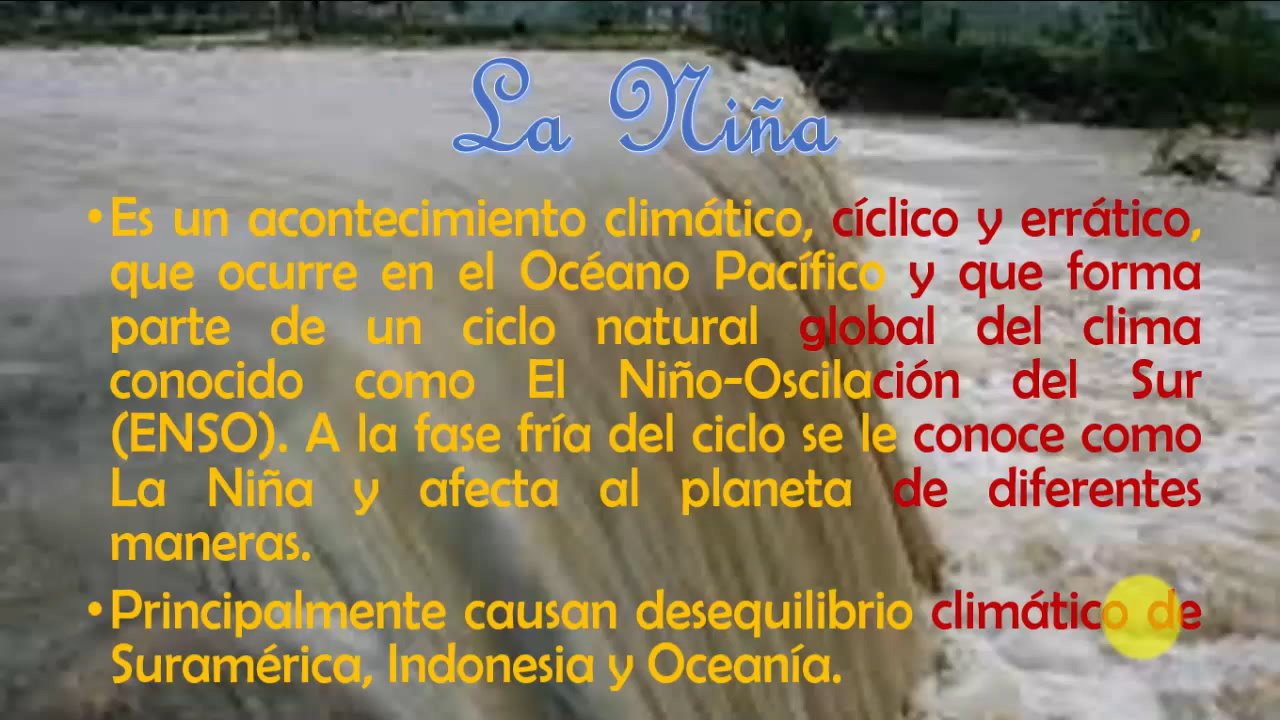 La Niña
• Es un acontecimiento climático, cíclico y errático,
que ocurre en el Océano Pacífico y que forma
parte de un ciclo natural global del clima
conocido como El Niño-Oscilación del Sur
(ENSO). A la fase fría del ciclo se le conoce como
La Niña y afecta al planeta de diferentes
maneras.
• Principalmente causan desequilibrio climático de
Suramérica, Indonesia y Oceanía.